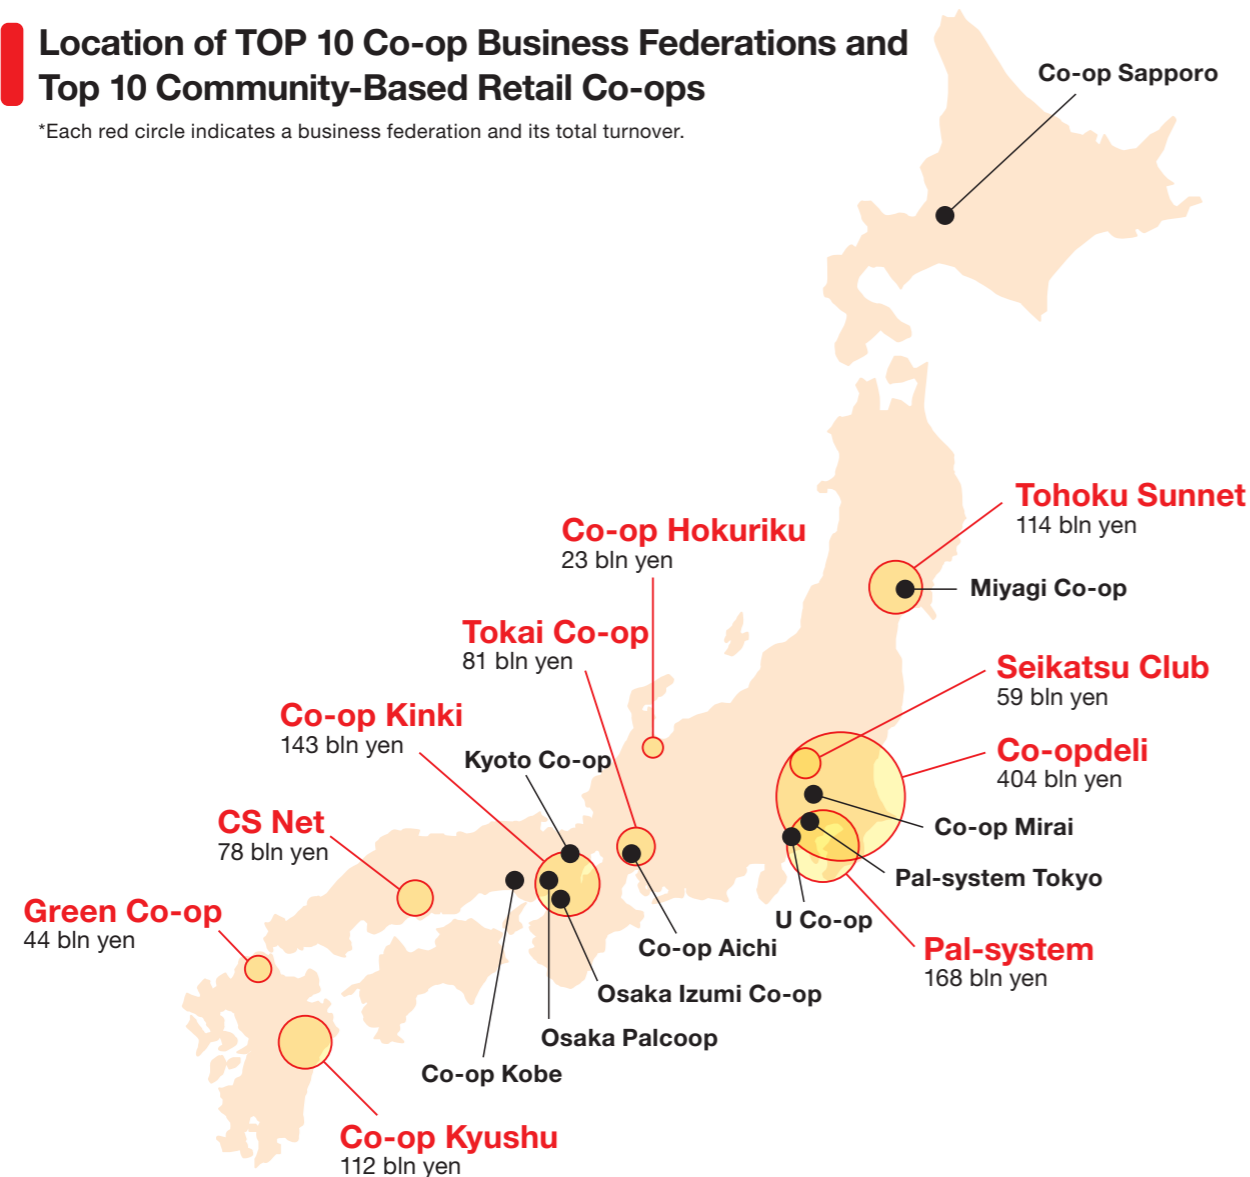 Location of TOP 10 Co-op Business Federations and
Top 10 Community-Based Retail Co-ops
*Each red circle indicates a business federation and its total turnover.
Co-op Sapporo
Tohoku Sunnet
114 bln yen
Miyagi Co-op
Co-op Hokuriku
23 bln yen
Tokai Co-op
81 bln yen
Seikatsu Club
59 bln yen
Co-op Kinki
143 bln yen
Kyoto Co-op
Co-opdeli
404 bln yen
CS Net
78 bln yen
Co-op Mirai
Pal-system Tokyo
Green Co-op
44 bln yen
U Co-op
Co-op Aichi
Pal-system
168 bln yen
Osaka Izumi Co-op
Osaka Palcoop
Co-op Kobe
Co-op Kyushu
112 bln yen